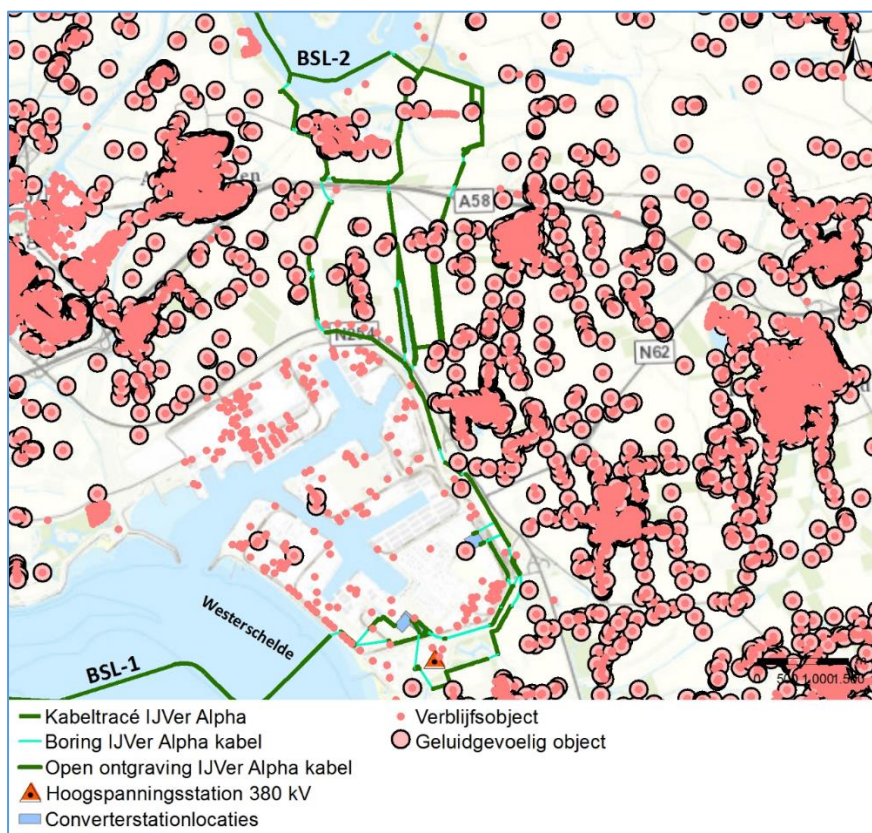 BSL-2
A58
N62
Westerschelde
BSL-1
Kabeltracé IJVer Alpha
Boring IJVer Alpha kabel
Open ontgraving IJVer Alpha kabel
Hoogspanningsstation 380 kV
Converterstationlocaties
Verblijfsobject
Geluidgevoelig object